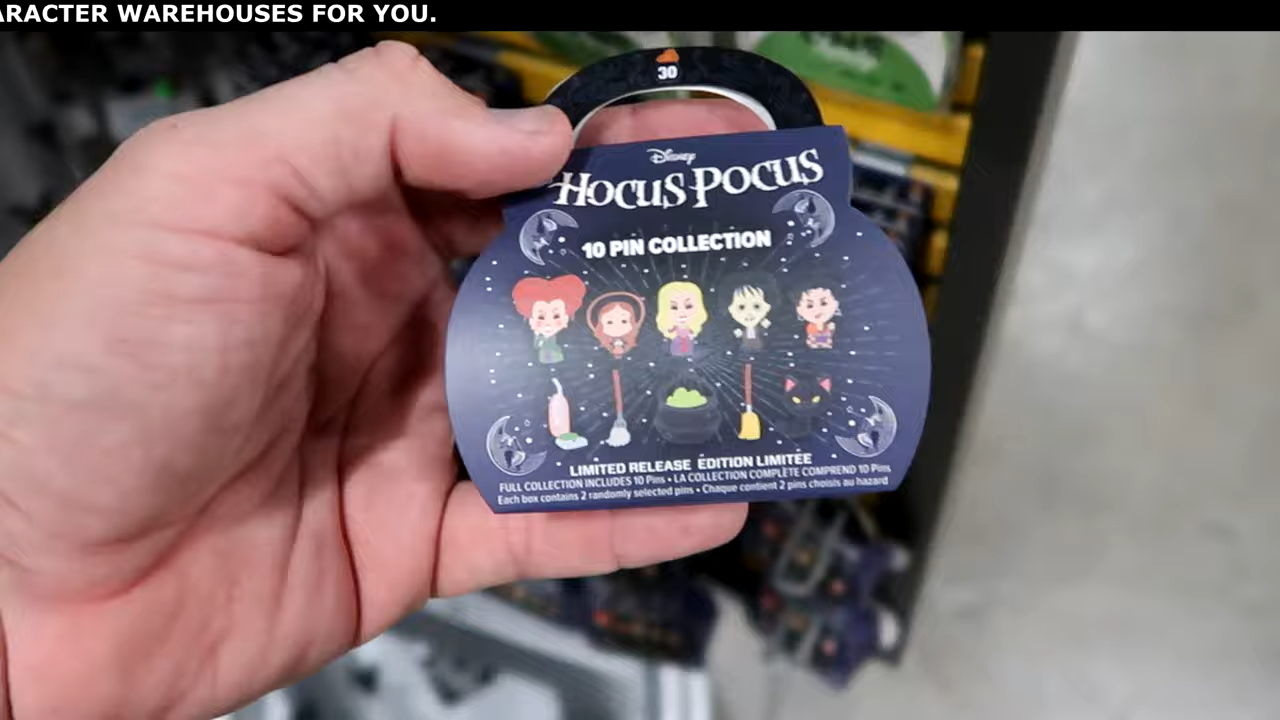 ARACTER WAREHOUSES FOR YOU.
30
Disney
HOCUS POCUS
10 PIN COLLECTION
LIMITED RELEASE EDITION LIMITÉE
FULL COLLECTION INCLUDES 10 Pins • LA COLLECTION COMPLÈTE COMPREND 10 Pins
Each box contains 2 randomly selected pins • Chaque contient 2 pins choisis au hazard